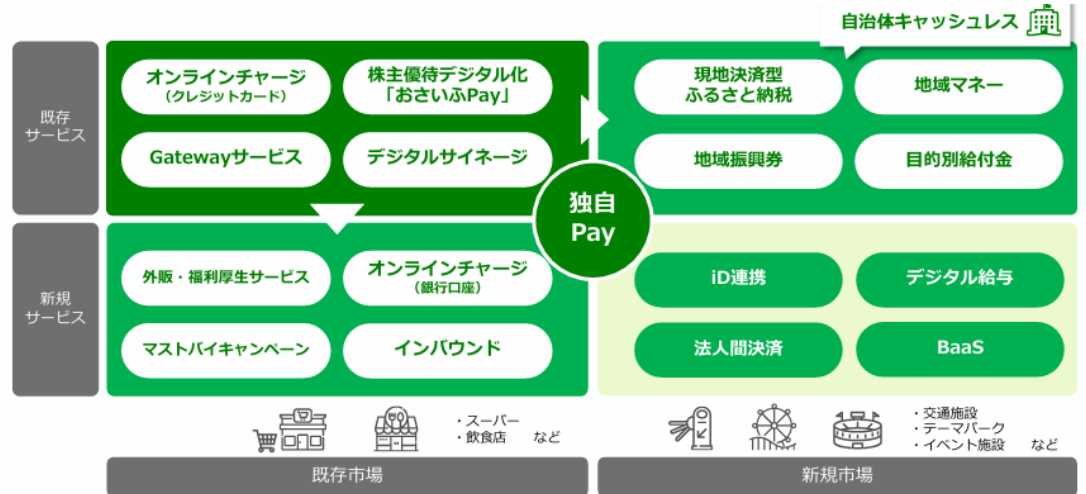 自治体キャッシュレス
既存
サービス
オンラインチャージ
（クレジットカード）
株主優待デジタル化
「おさいふPay」
Gatewayサービス
デジタルサイネージ
現地決済型
ふるさと納税
地域マネー
地域振興券
目的別給付金
独自
Pay
新規
サービス
外販・福利厚生サービス
オンラインチャージ
（銀行口座）
マストバイキャンペーン
インバウンド
iD連携
デジタル給与
法人間決済
BaaS
・スーパー
・飲食店　など
・交通施設
・テーマパーク
・イベント施設　など
既存市場
新規市場